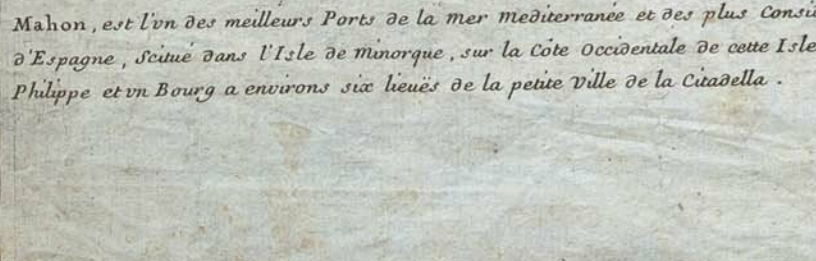 Mahon, est l'vn des meilleurs Ports de la mer mediterranée et des plus Consi
d'Espagne, Scitué dans l'Isle de minorque, sur la Côte Occidentale de cette Isle
Philippe et vn Bourg a environs six lieuës de la petite Ville de la Citadella.